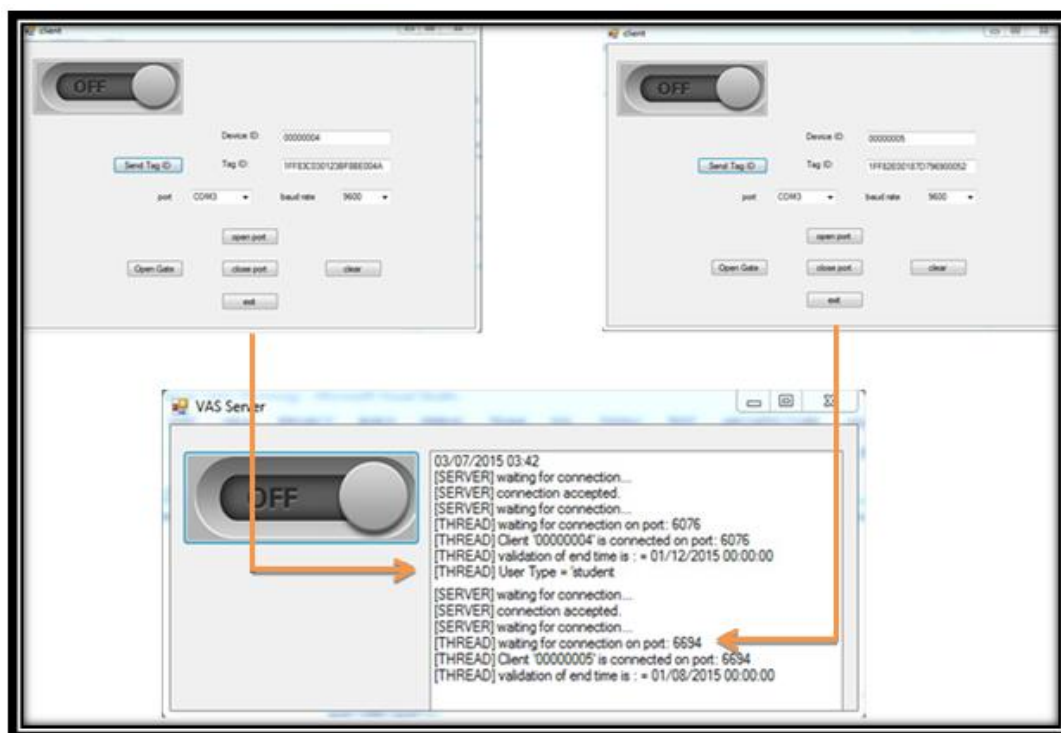 client
OFF
Device ID: 00000004
Send Tag ID Tag ID:
port COM3 baud rate 9600
open port
Open Gate close port clear
exit
client
OFF
Device ID: 00000005
Send Tag ID Tag ID:
port COM3 baud rate 9600
open port
Open Gate close port clear
exit
VAS Server
OFF
03/07/2015 03:42
[SERVER] waiting for connection...
[SERVER] connection accepted.
[SERVER] waiting for connection...
[THREAD] waiting for connection on port: 6076
[THREAD] Client '00000004' is connected on port: 6076
[THREAD] validation of end time is : = 01/12/2015 00:00:00
[THREAD] User Type = 'student
[SERVER] waiting for connection...
[SERVER] connection accepted.
[SERVER] waiting for connection...
[THREAD] waiting for connection on port: 6694
[THREAD] Client '00000005' is connected on port: 6694
[THREAD] validation of end time is : = 01/08/2015 00:00:00